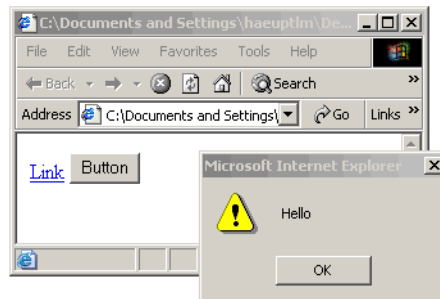 C:\Documents and Settings\haeuptlm\De...
File Edit View Favorites Tools Help
Back Search »
Address C:\Documents and Settings\ Go Links »
Link Button
Microsoft Internet Explorer X
Hello
OK